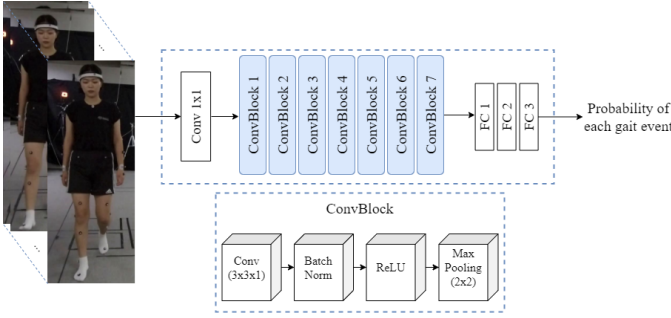 Conv 1x1
ConvBlock 1
ConvBlock 2
ConvBlock 3
ConvBlock 4
ConvBlock 5
ConvBlock 6
ConvBlock 7
FC 1
FC 2
FC 3
Probability of
each gait event
ConvBlock
Conv
(3x3x1)
Batch
Norm
ReLU
Max
Pooling
(2x2)